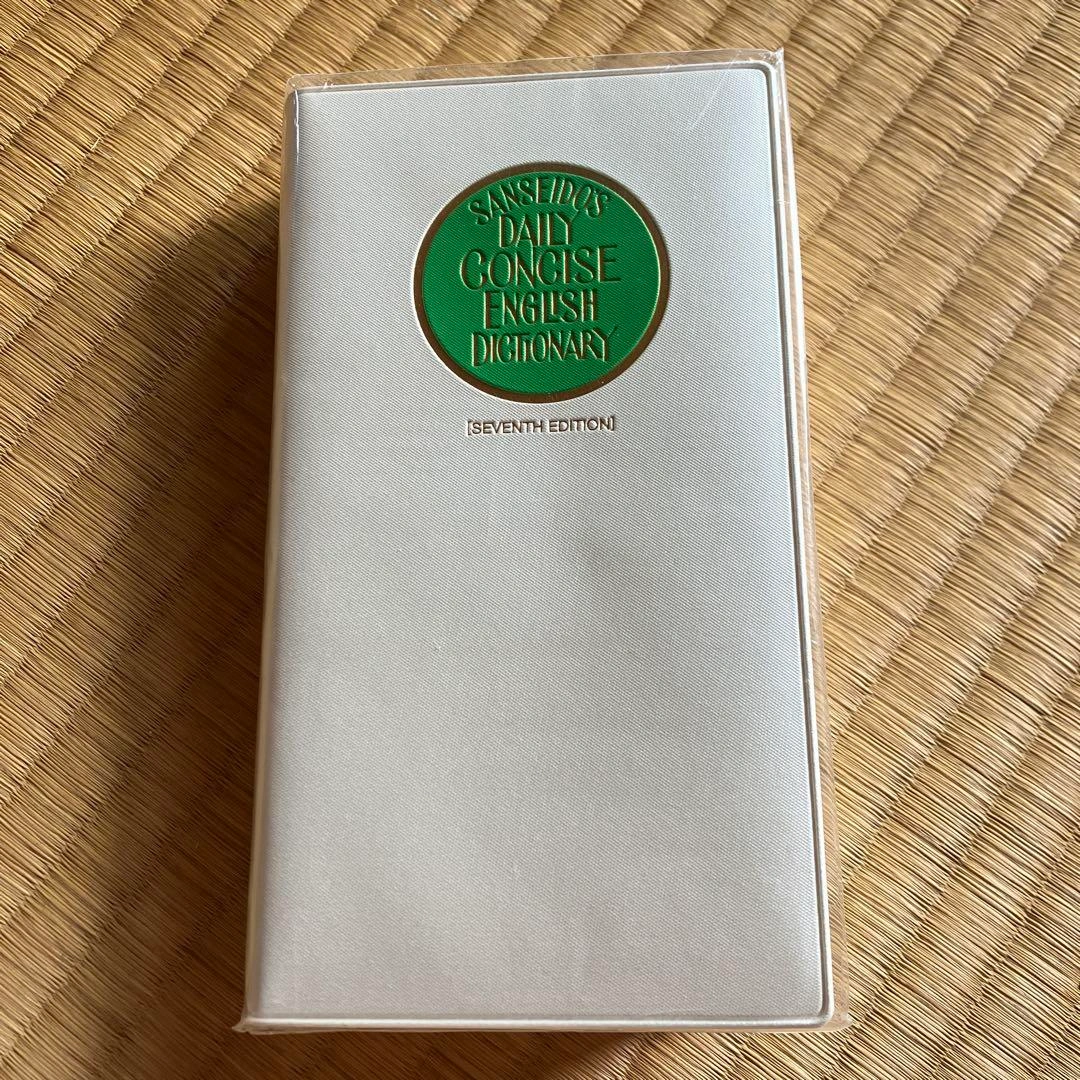 SANSEIDO'S
DAILY
CONCISE
ENGLISH
DICTIONARY
[SEVENTH EDITION]